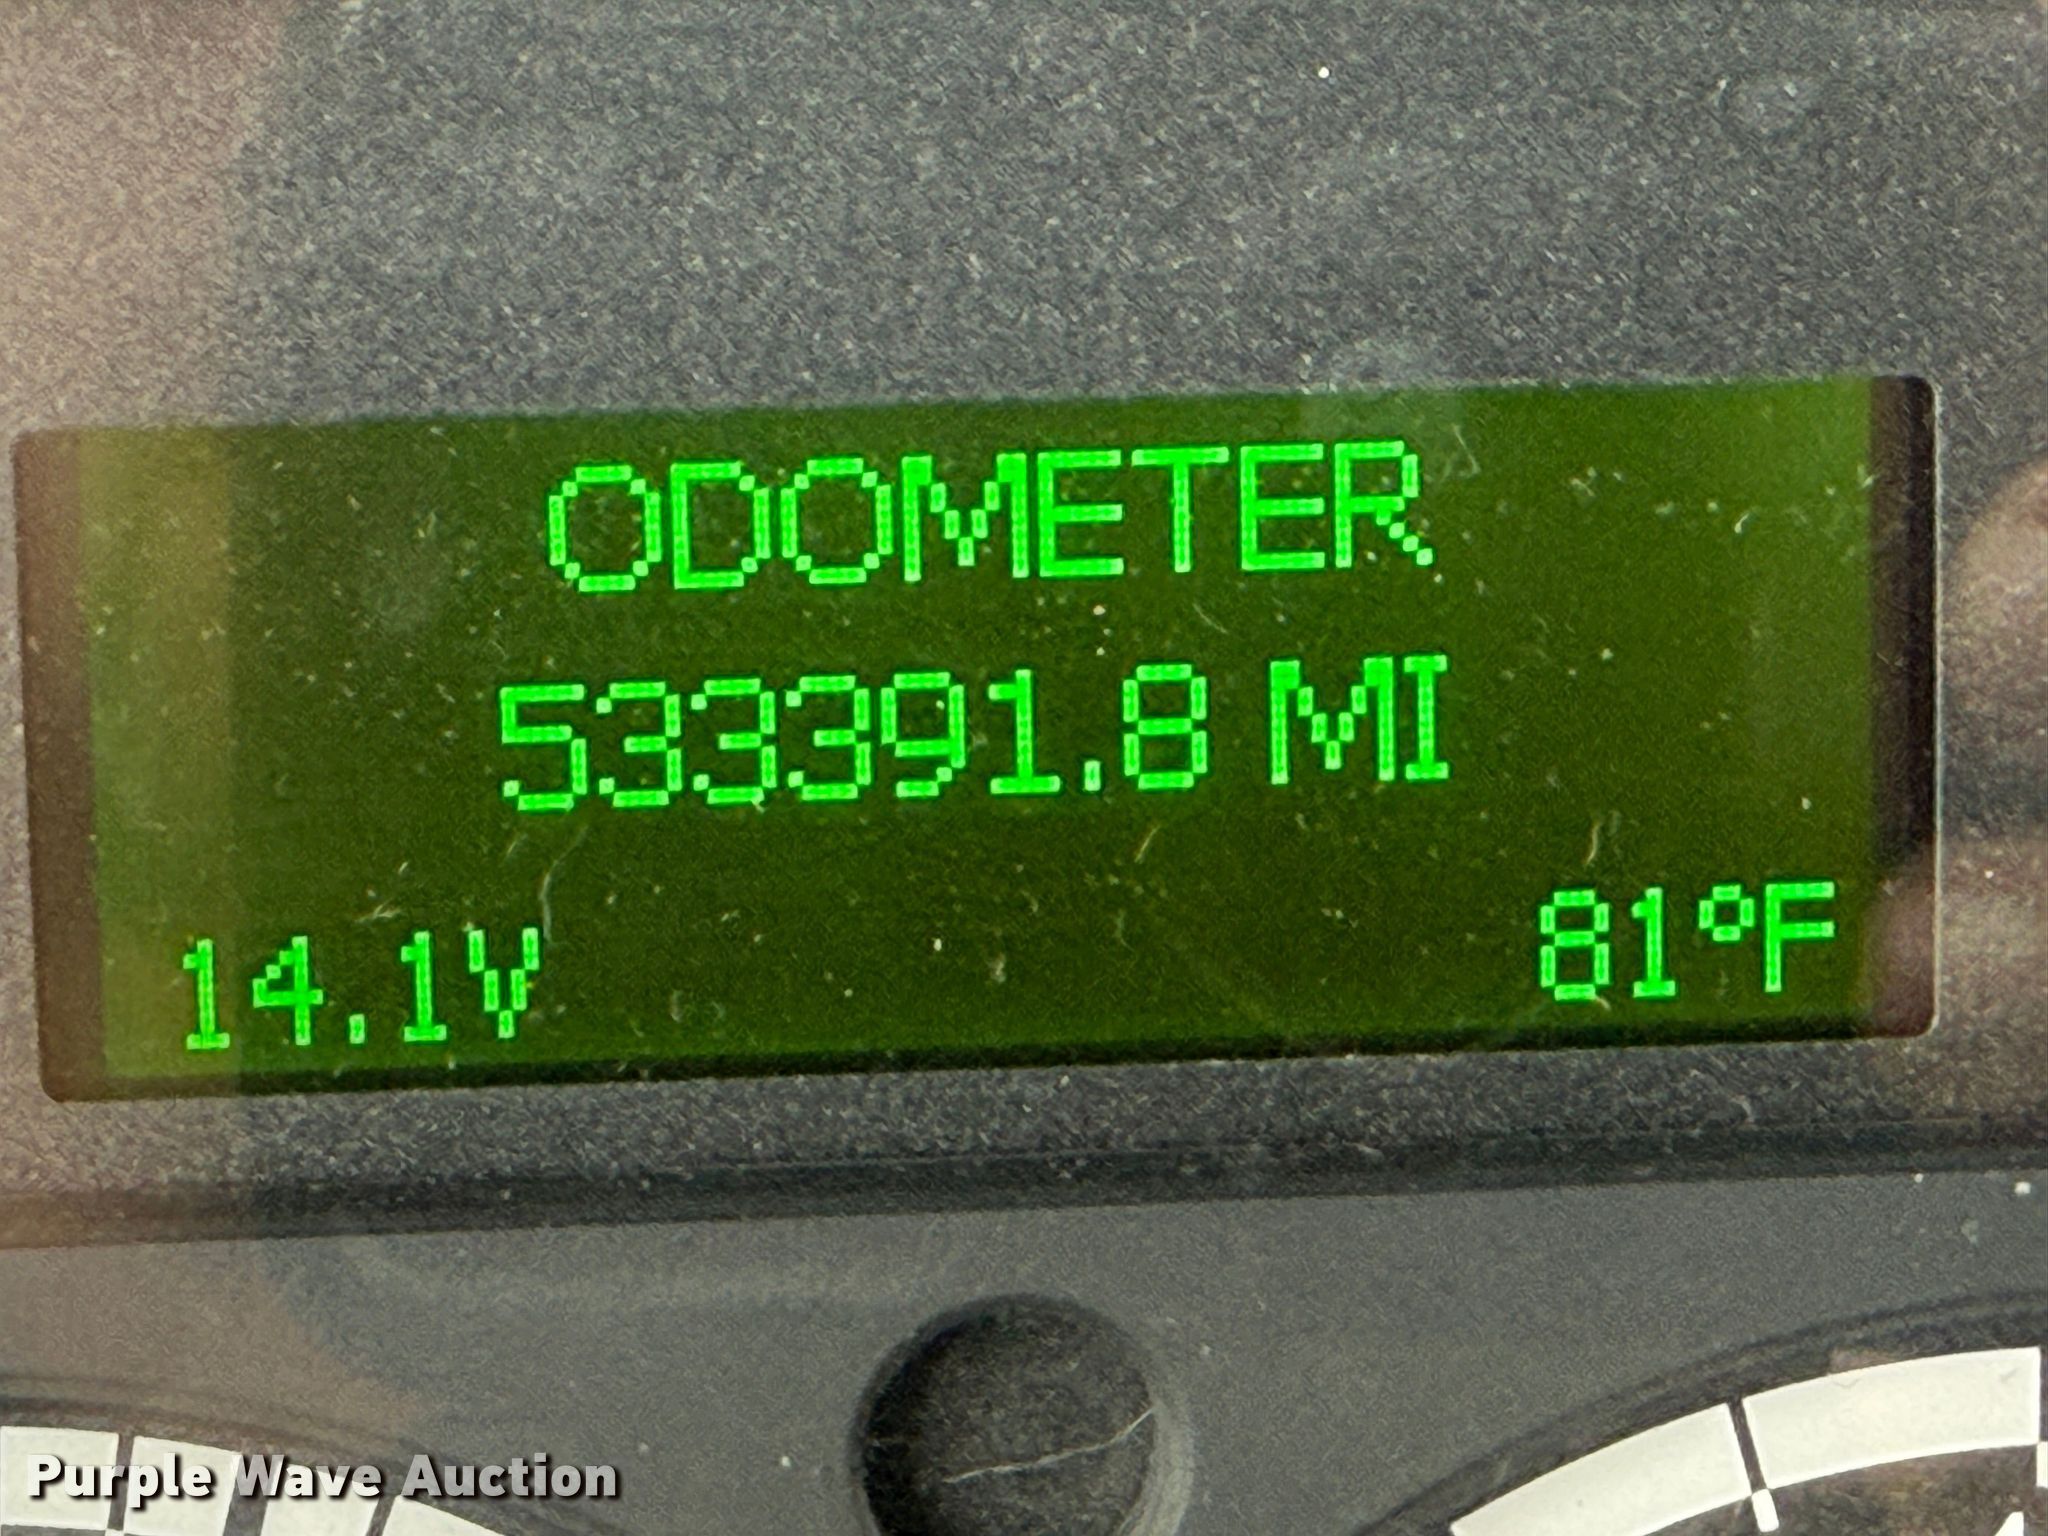 ODOMETER
533391.8 MI
14.1V 81°F
Purple Wave Auction